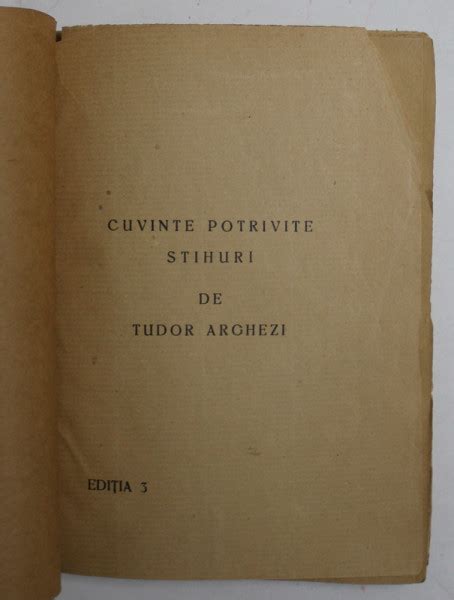 CUVINTE POTRIVITE
STIHURI
DE
TUDOR ARGHEZI
EDIȚIA 3